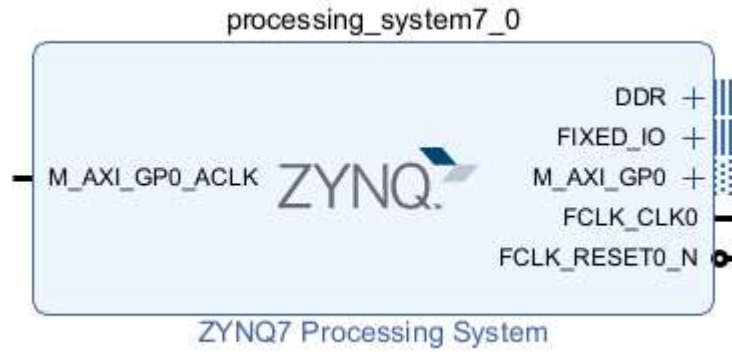 processing_system7_0
DDR
FIXED_IO
M_AXI_GP0_ACLK
ZYNQ.
M_AXI_GP0
FCLK_CLK0
FCLK_RESET0_N
ZYNQ7 Processing System